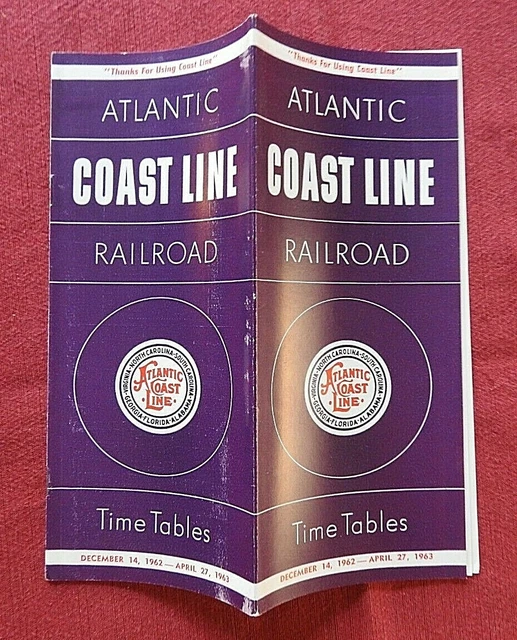 "Thanks For Using Coast Line"
ATLANTIC
COAST LINE
RAILROAD
VIRGINIA·NORTH CAROLINA·SOUTH CAROLINA
ATLANTIC
COAST
LINE
GEORGIA·FLORIDA·ALABAMA
Time Tables
DECEMBER 14, 1962—APRIL 27, 1963
"Thanks For Using Coast Line"
ATLANTIC
COAST LINE
RAILROAD
VIRGINIA·NORTH CAROLINA·SOUTH CAROLINA
ATLANTIC
COAST
LINE
GEORGIA·FLORIDA·ALABAMA
Time Tables
DECEMBER 14, 1962—APRIL 27, 1963